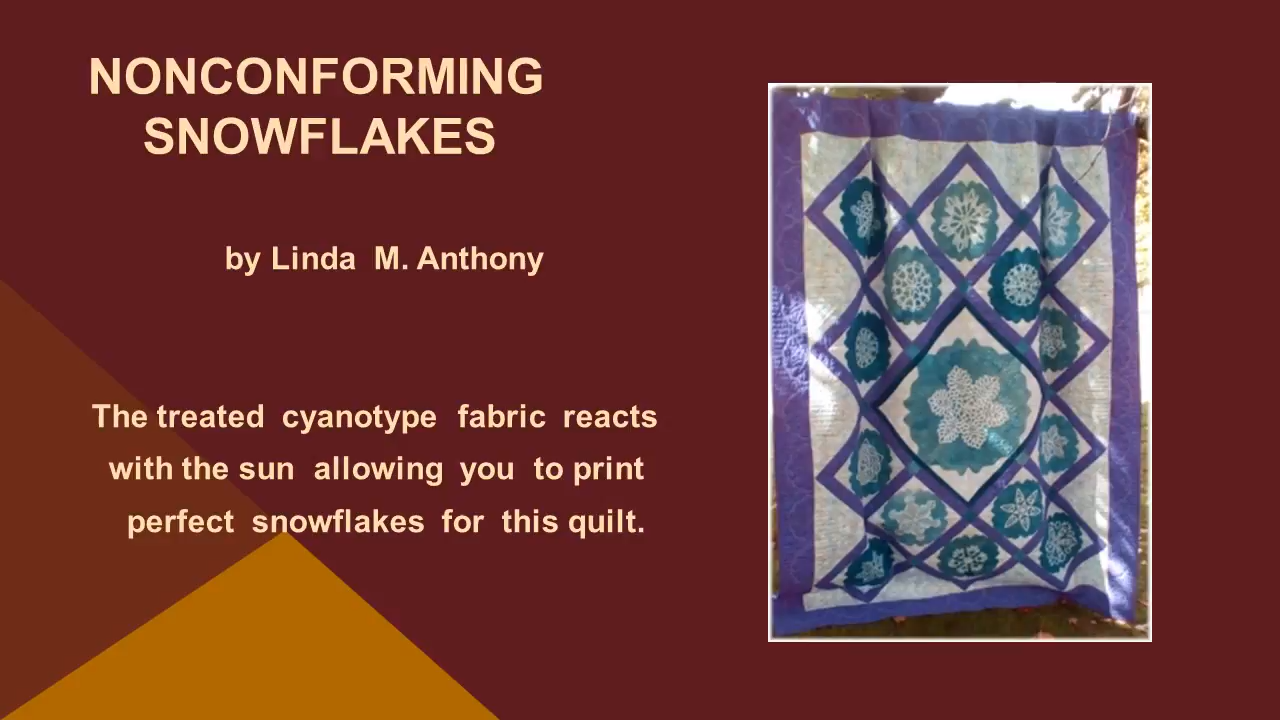 NONCONFORMING
SNOWFLAKES
by Linda M. Anthony
The treated cyanotype fabric reacts
with the sun allowing you to print
perfect snowflakes for this quilt.